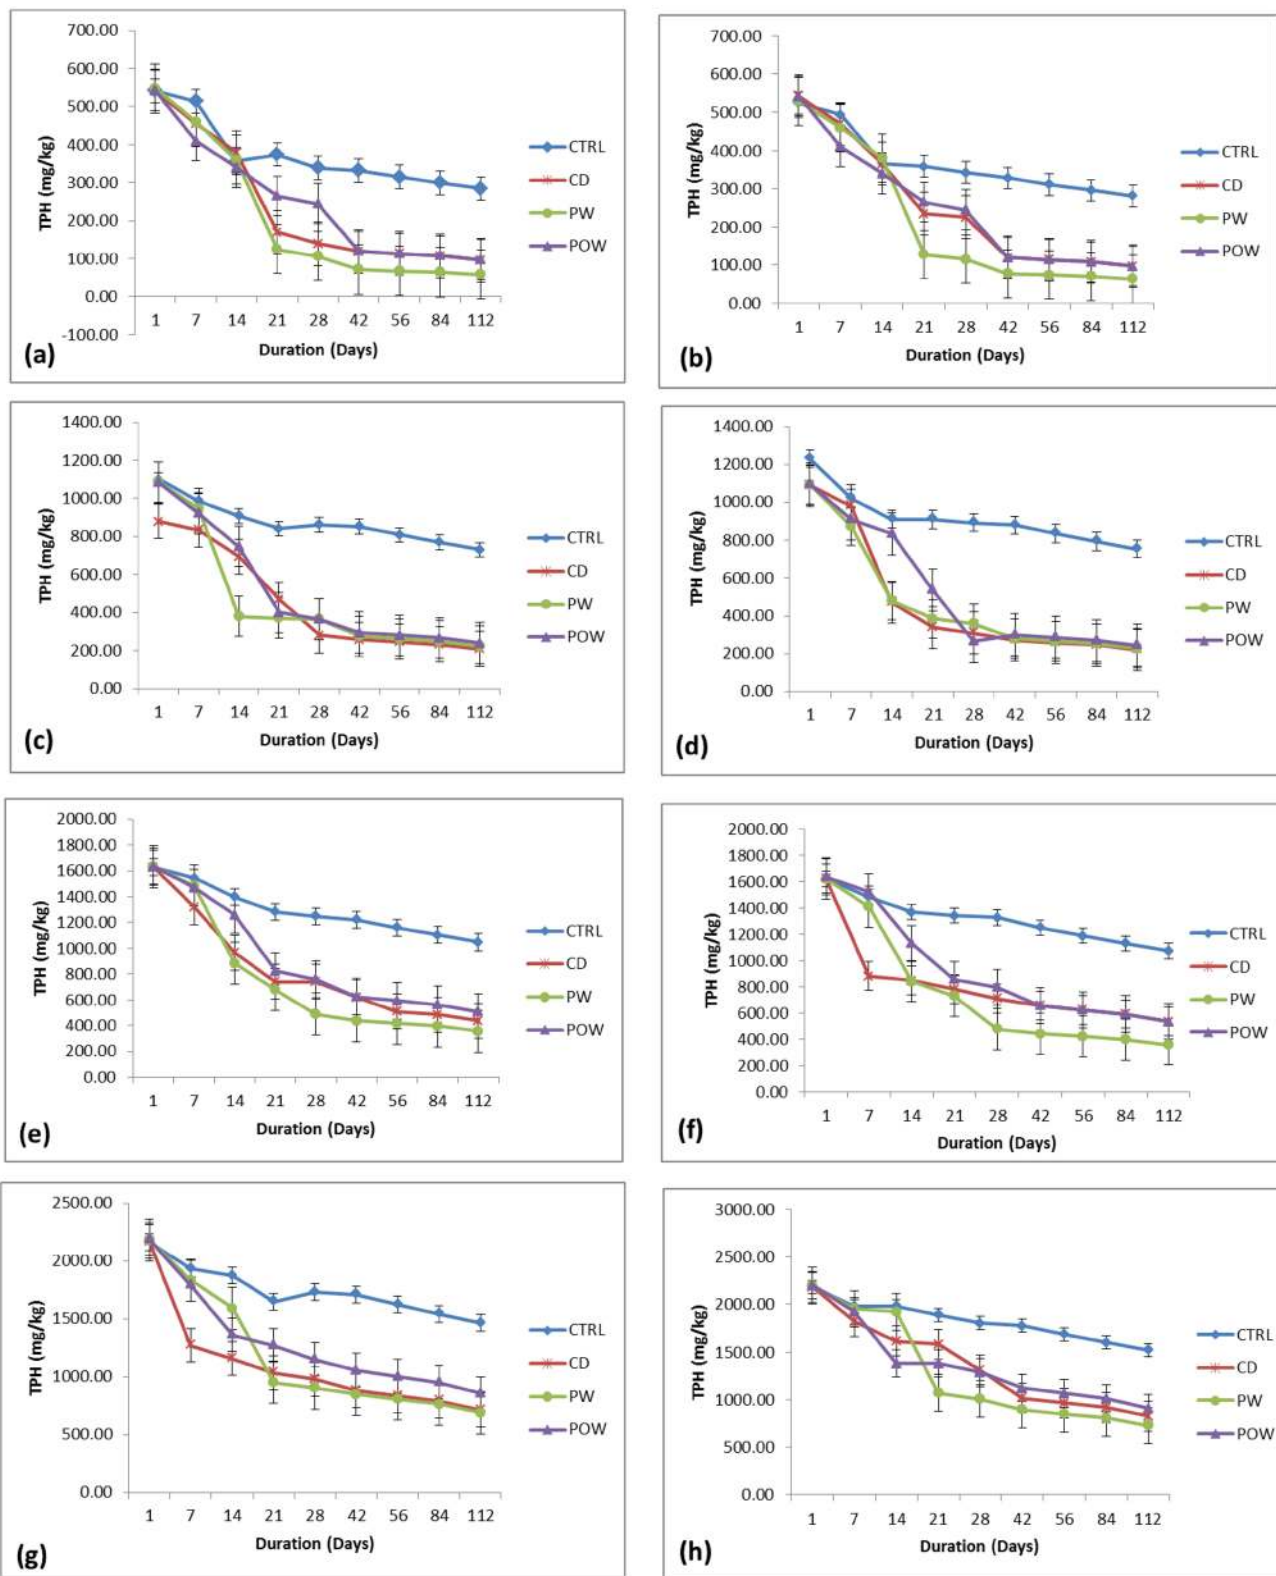 700.00
600.00
500.00
400.00
300.00
200.00
100.00
0.00
-100.00
TPH (mg/kg)
1 7 14 21 28 42 56 84 112
Duration (Days)
CTRL
CD
PW
POW
(a)
700.00
600.00
500.00
400.00
300.00
200.00
100.00
0.00
TPH (mg/kg)
1 7 14 21 28 42 56 84 112
Duration (Days)
CTRL
CD
PW
POW
(b)
1400.00
1200.00
1000.00
800.00
600.00
400.00
200.00
0.00
TPH (mg/kg)
1 7 14 21 28 42 56 84 112
Duration (Days)
CTRL
CD
PW
POW
(c)
1400.00
1200.00
1000.00
800.00
600.00
400.00
200.00
0.00
TPH (mg/kg)
1 7 14 21 28 42 56 84 112
Duration (Days)
CTRL
CD
PW
POW
(d)
2000.00
1800.00
1600.00
1400.00
1200.00
1000.00
800.00
600.00
400.00
200.00
0.00
TPH (mg/kg)
1 7 14 21 28 42 56 84 112
Duration (Days)
CTRL
CD
PW
POW
(e)
2000.00
1800.00
1600.00
1400.00
1200.00
1000.00
800.00
600.00
400.00
200.00
0.00
TPH (mg/kg)
1 7 14 21 28 42 56 84 112
Duration (Days)
CTRL
CD
PW
POW
(f)
2500.00
2000.00
1500.00
1000.00
500.00
0.00
TPH (mg/kg)
1 7 14 21 28 42 56 84 112
Duration (Days)
CTRL
CD
PW
POW
(g)
3000.00
2500.00
2000.00
1500.00
1000.00
500.00
0.00
TPH (mg/kg)
1 7 14 21 28 42 56 84 112
Duration (Days)
CTRL
CD
PW
POW
(h)